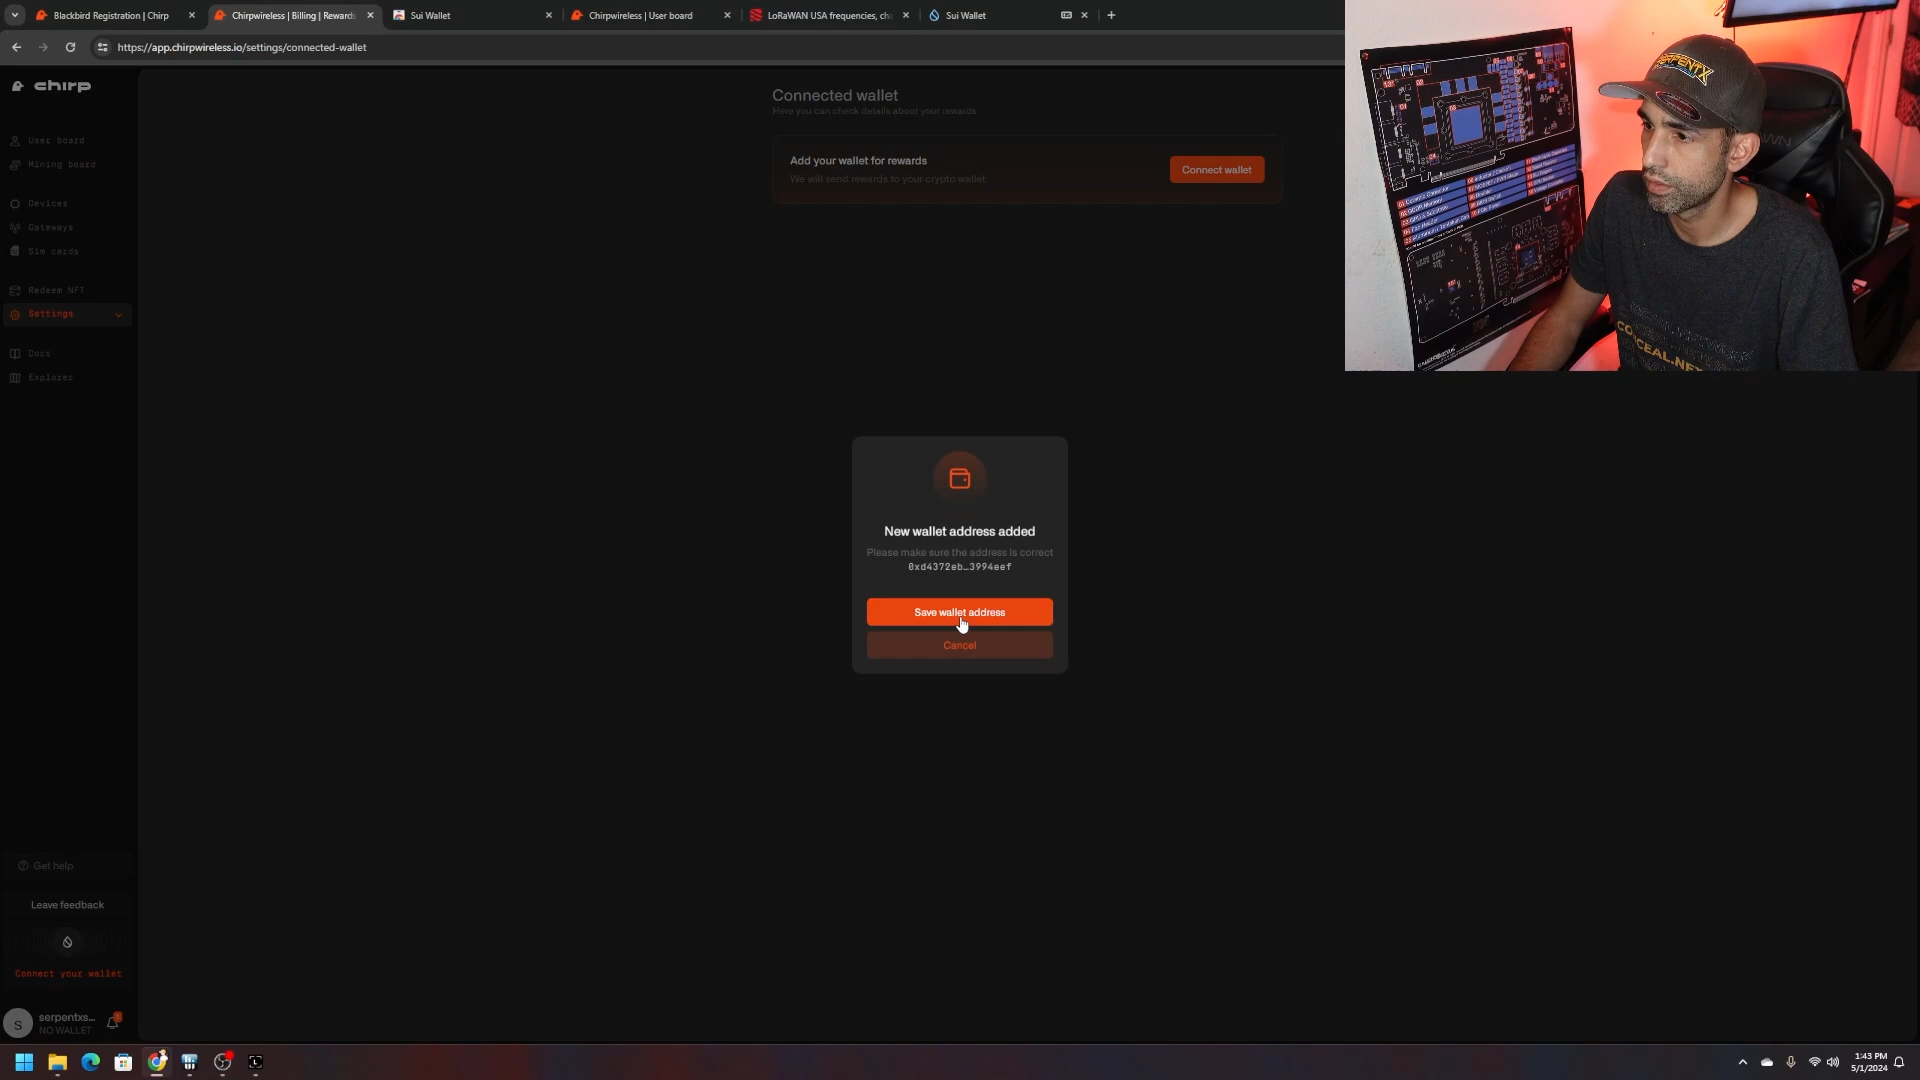 Blackbird Registration | Chirp
Chirpwireless | Billing | Rewards
Sui Wallet
Chirpwireless | User board
LoRaWAN USA frequencies, cha
Sui Wallet
https://app.chirpwireless.io/settings/connected-wallet
chirp
User board
Mining board
Devices
Gateways
Sim cards
Redeem NFT
Settings
Docs
Explorer
Connected wallet
Here you can check details about your rewards
Add your wallet for rewards
We will send rewards to your crypto wallet
Connect wallet
New wallet address added
Please make sure the address is correct
0xd4372eb…3994eef
Save wallet address
Cancel
Get help
Leave feedback
Connect your wallet
S
serpentxs...
NO WALLET
SERPENTX
CONCEAL.NET
1:43 PM
5/1/2024